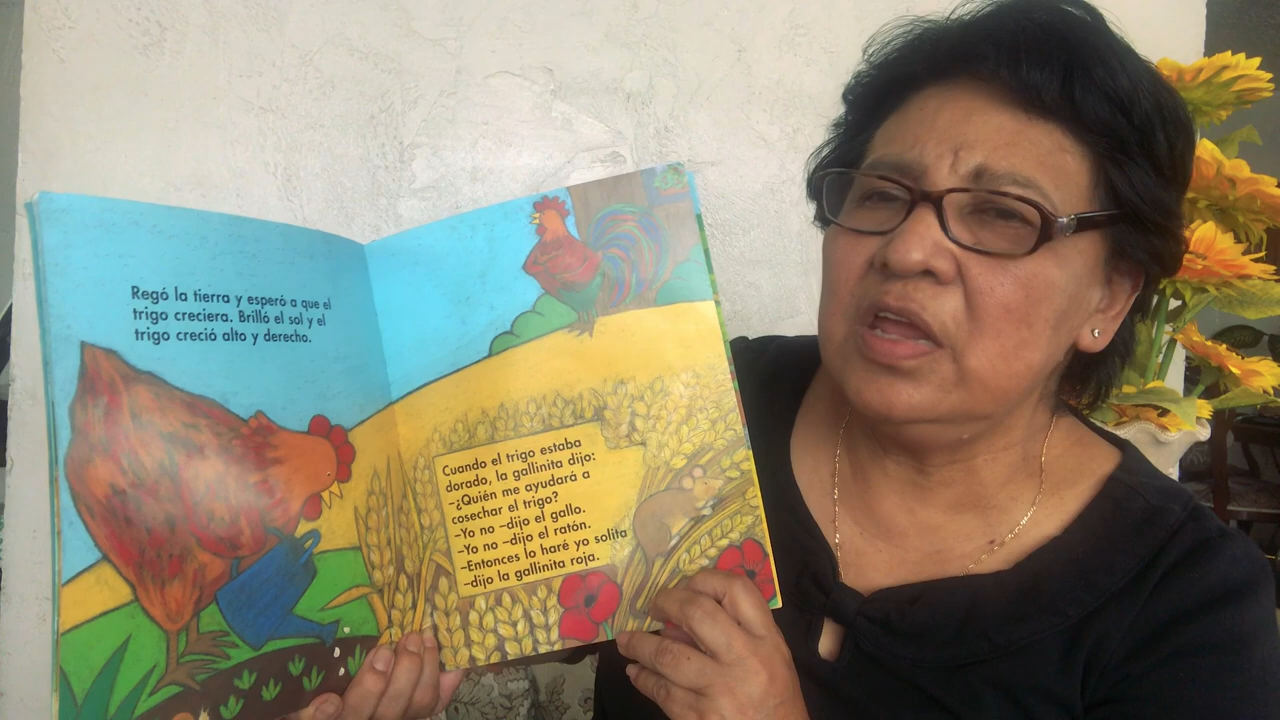 Regó la tierra y esperó a que el
trigo creciera. Brilló el sol y el
trigo creció alto y derecho.
Cuando el trigo estaba
dorado, la gallinita dijo:
–¿Quién me ayudará a
cosechar el trigo?
–Yo no –dijo el gallo.
–Yo no –dijo el ratón.
–Entonces lo haré yo solita
–dijo la gallinita roja.